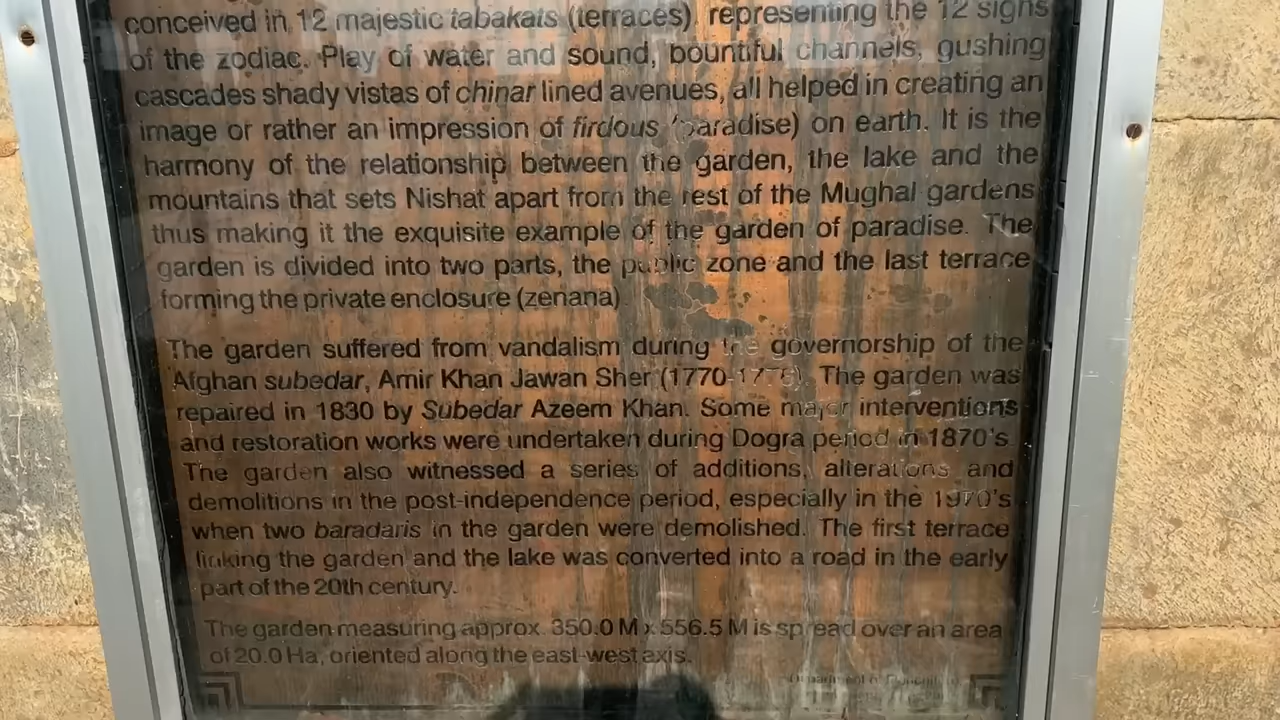 conceived in 12 majestic tabakats (terraces), representing the 12 signs
of the zodiac. Play of water and sound, bountiful channels, gushing
cascades shady vistas of chinar lined avenues, all helped in creating an
image or rather an impression of firdous (paradise) on earth. It is the
harmony of the relationship between the garden, the lake and the
mountains that sets Nishat apart from the rest of the Mughal gardens
thus making it the exquisite example of the garden of paradise. The
garden is divided into two parts, the public zone and the last terrace
forming the private enclosure (zenana)
The garden suffered from vandalism during the governorship of the
Afghan subedar, Amir Khan Jawan Sher (1770- The garden was
repaired in 1830 by Subedar Azeem Khan. Some major interventions
and restoration works were undertaken during Dogra period in 1870's
The garden also witnessed a series of additions, alterations and
demolitions in the post-independence period, especially in the 1970's
when two baradaris in the garden were demolished. The first terrace
linking the garden and the lake was converted into a road in the early
part of the 20th century.
The garden measuring approx. 350.0 M x 556.5 M is spread over an area
of 20.0 Ha, oriented along the east-west axis.
Department of